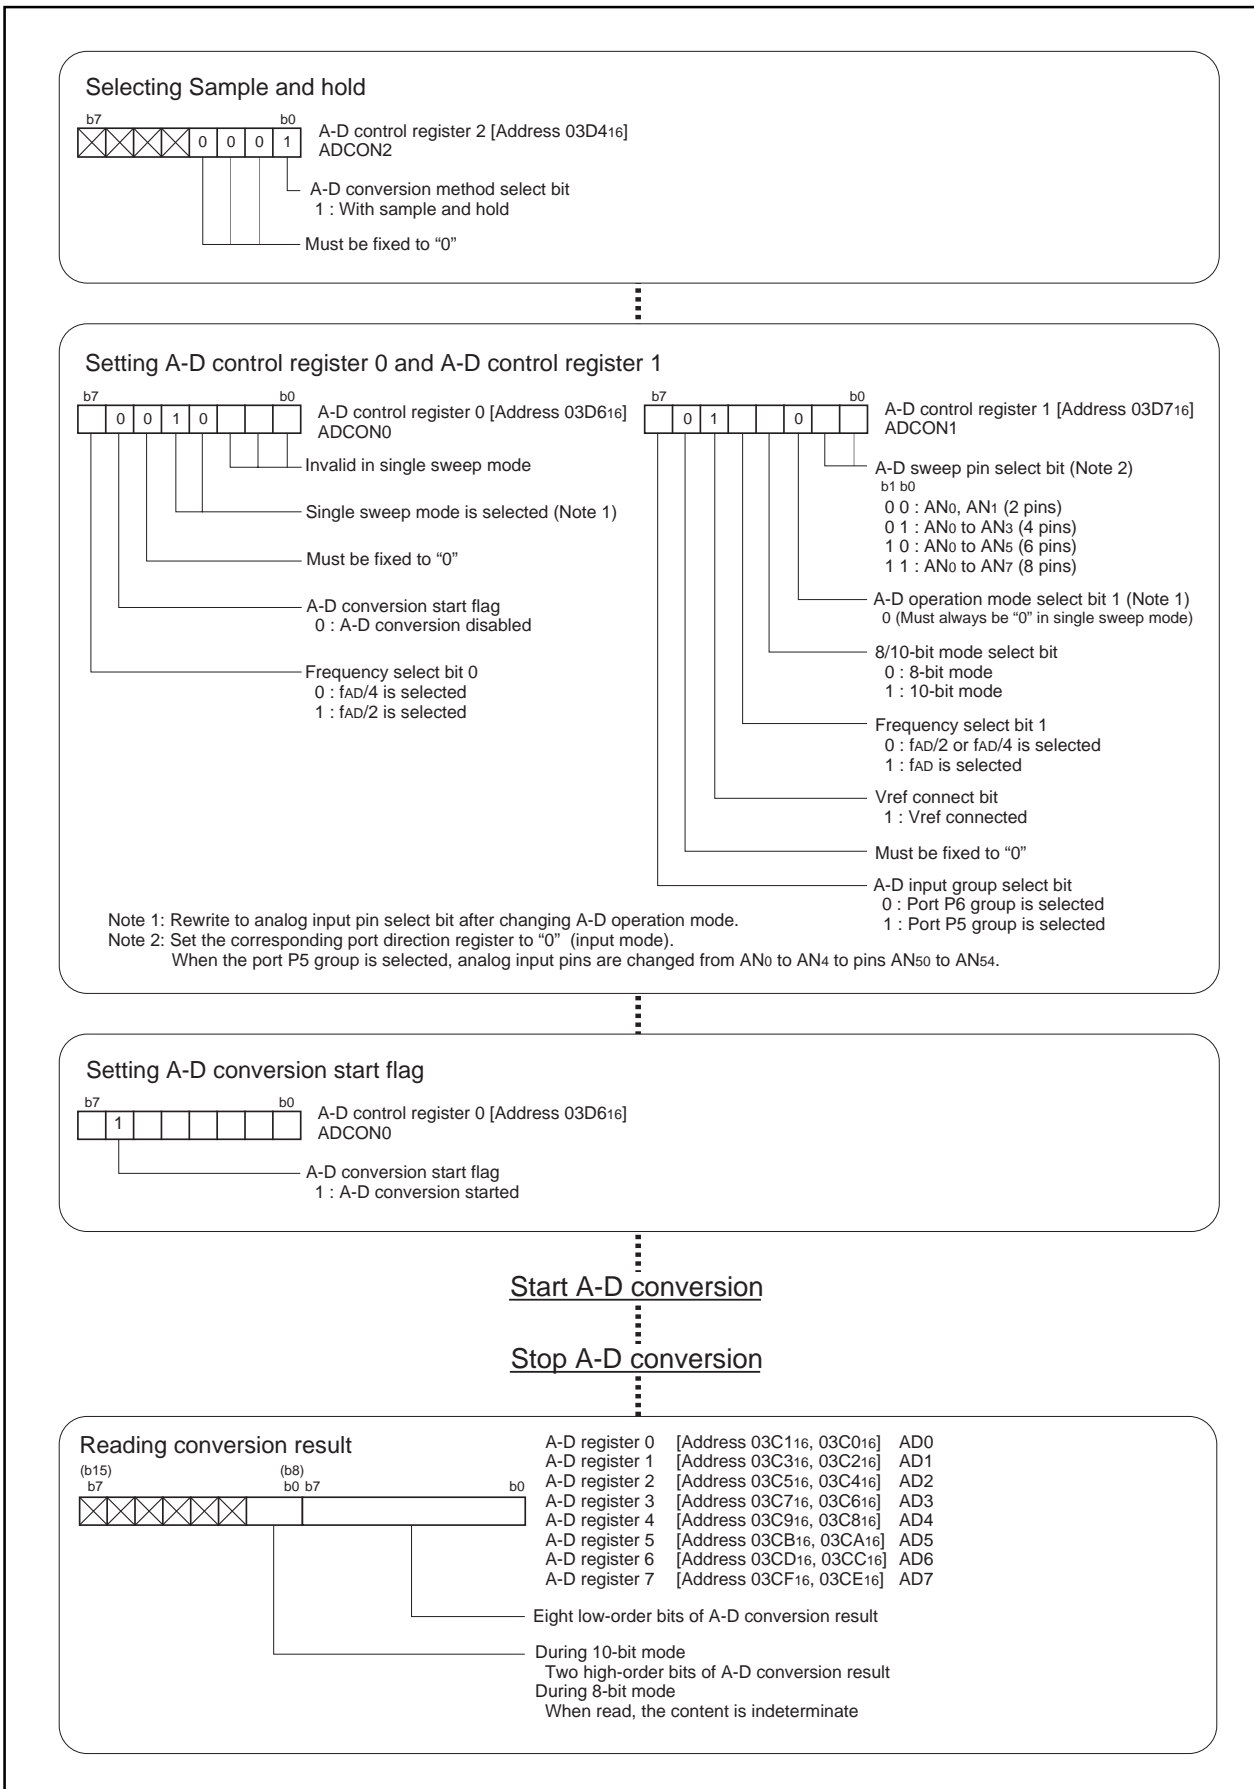 Selecting Sample and hold
b7 b0
0 0 0 1
A-D control register 2 [Address 03D416]
ADCON2
A-D conversion method select bit
1 : With sample and hold
Must be fixed to “0”
Setting A-D control register 0 and A-D control register 1
b7 b0
0 0 1 0
A-D control register 0 [Address 03D616]
ADCON0
Invalid in single sweep mode
Single sweep mode is selected (Note 1)
Must be fixed to “0”
A-D conversion start flag
0 : A-D conversion disabled
Frequency select bit 0
0 : fAD/4 is selected
1 : fAD/2 is selected
b7 b0
0 1 0
A-D control register 1 [Address 03D716]
ADCON1
A-D sweep pin select bit (Note 2)
b1 b0
0 0 : AN0, AN1 (2 pins)
0 1 : AN0 to AN3 (4 pins)
1 0 : AN0 to AN5 (6 pins)
1 1 : AN0 to AN7 (8 pins)
A-D operation mode select bit 1 (Note 1)
0 (Must always be “0” in single sweep mode)
8/10-bit mode select bit
0 : 8-bit mode
1 : 10-bit mode
Frequency select bit 1
0 : fAD/2 or fAD/4 is selected
1 : fAD is selected
Vref connect bit
1 : Vref connected
Must be fixed to “0”
A-D input group select bit
0 : Port P6 group is selected
1 : Port P5 group is selected
Note 1: Rewrite to analog input pin select bit after changing A-D operation mode.
Note 2: Set the corresponding port direction register to “0” (input mode).
When the port P5 group is selected, analog input pins are changed from AN0 to AN4 to pins AN50 to AN54.
Setting A-D conversion start flag
b7 b0
1
A-D control register 0 [Address 03D616]
ADCON0
A-D conversion start flag
1 : A-D conversion started
Start A-D conversion
Stop A-D conversion
Reading conversion result
(b15) (b8)
b7 b0 b7 b0
A-D register 0 [Address 03C116, 03C016] AD0
A-D register 1 [Address 03C316, 03C216] AD1
A-D register 2 [Address 03C516, 03C416] AD2
A-D register 3 [Address 03C716, 03C616] AD3
A-D register 4 [Address 03C916, 03C816] AD4
A-D register 5 [Address 03CB16, 03CA16] AD5
A-D register 6 [Address 03CD16, 03CC16] AD6
A-D register 7 [Address 03CF16, 03CE16] AD7
Eight low-order bits of A-D conversion result
During 10-bit mode
Two high-order bits of A-D conversion result
During 8-bit mode
When read, the content is indeterminate